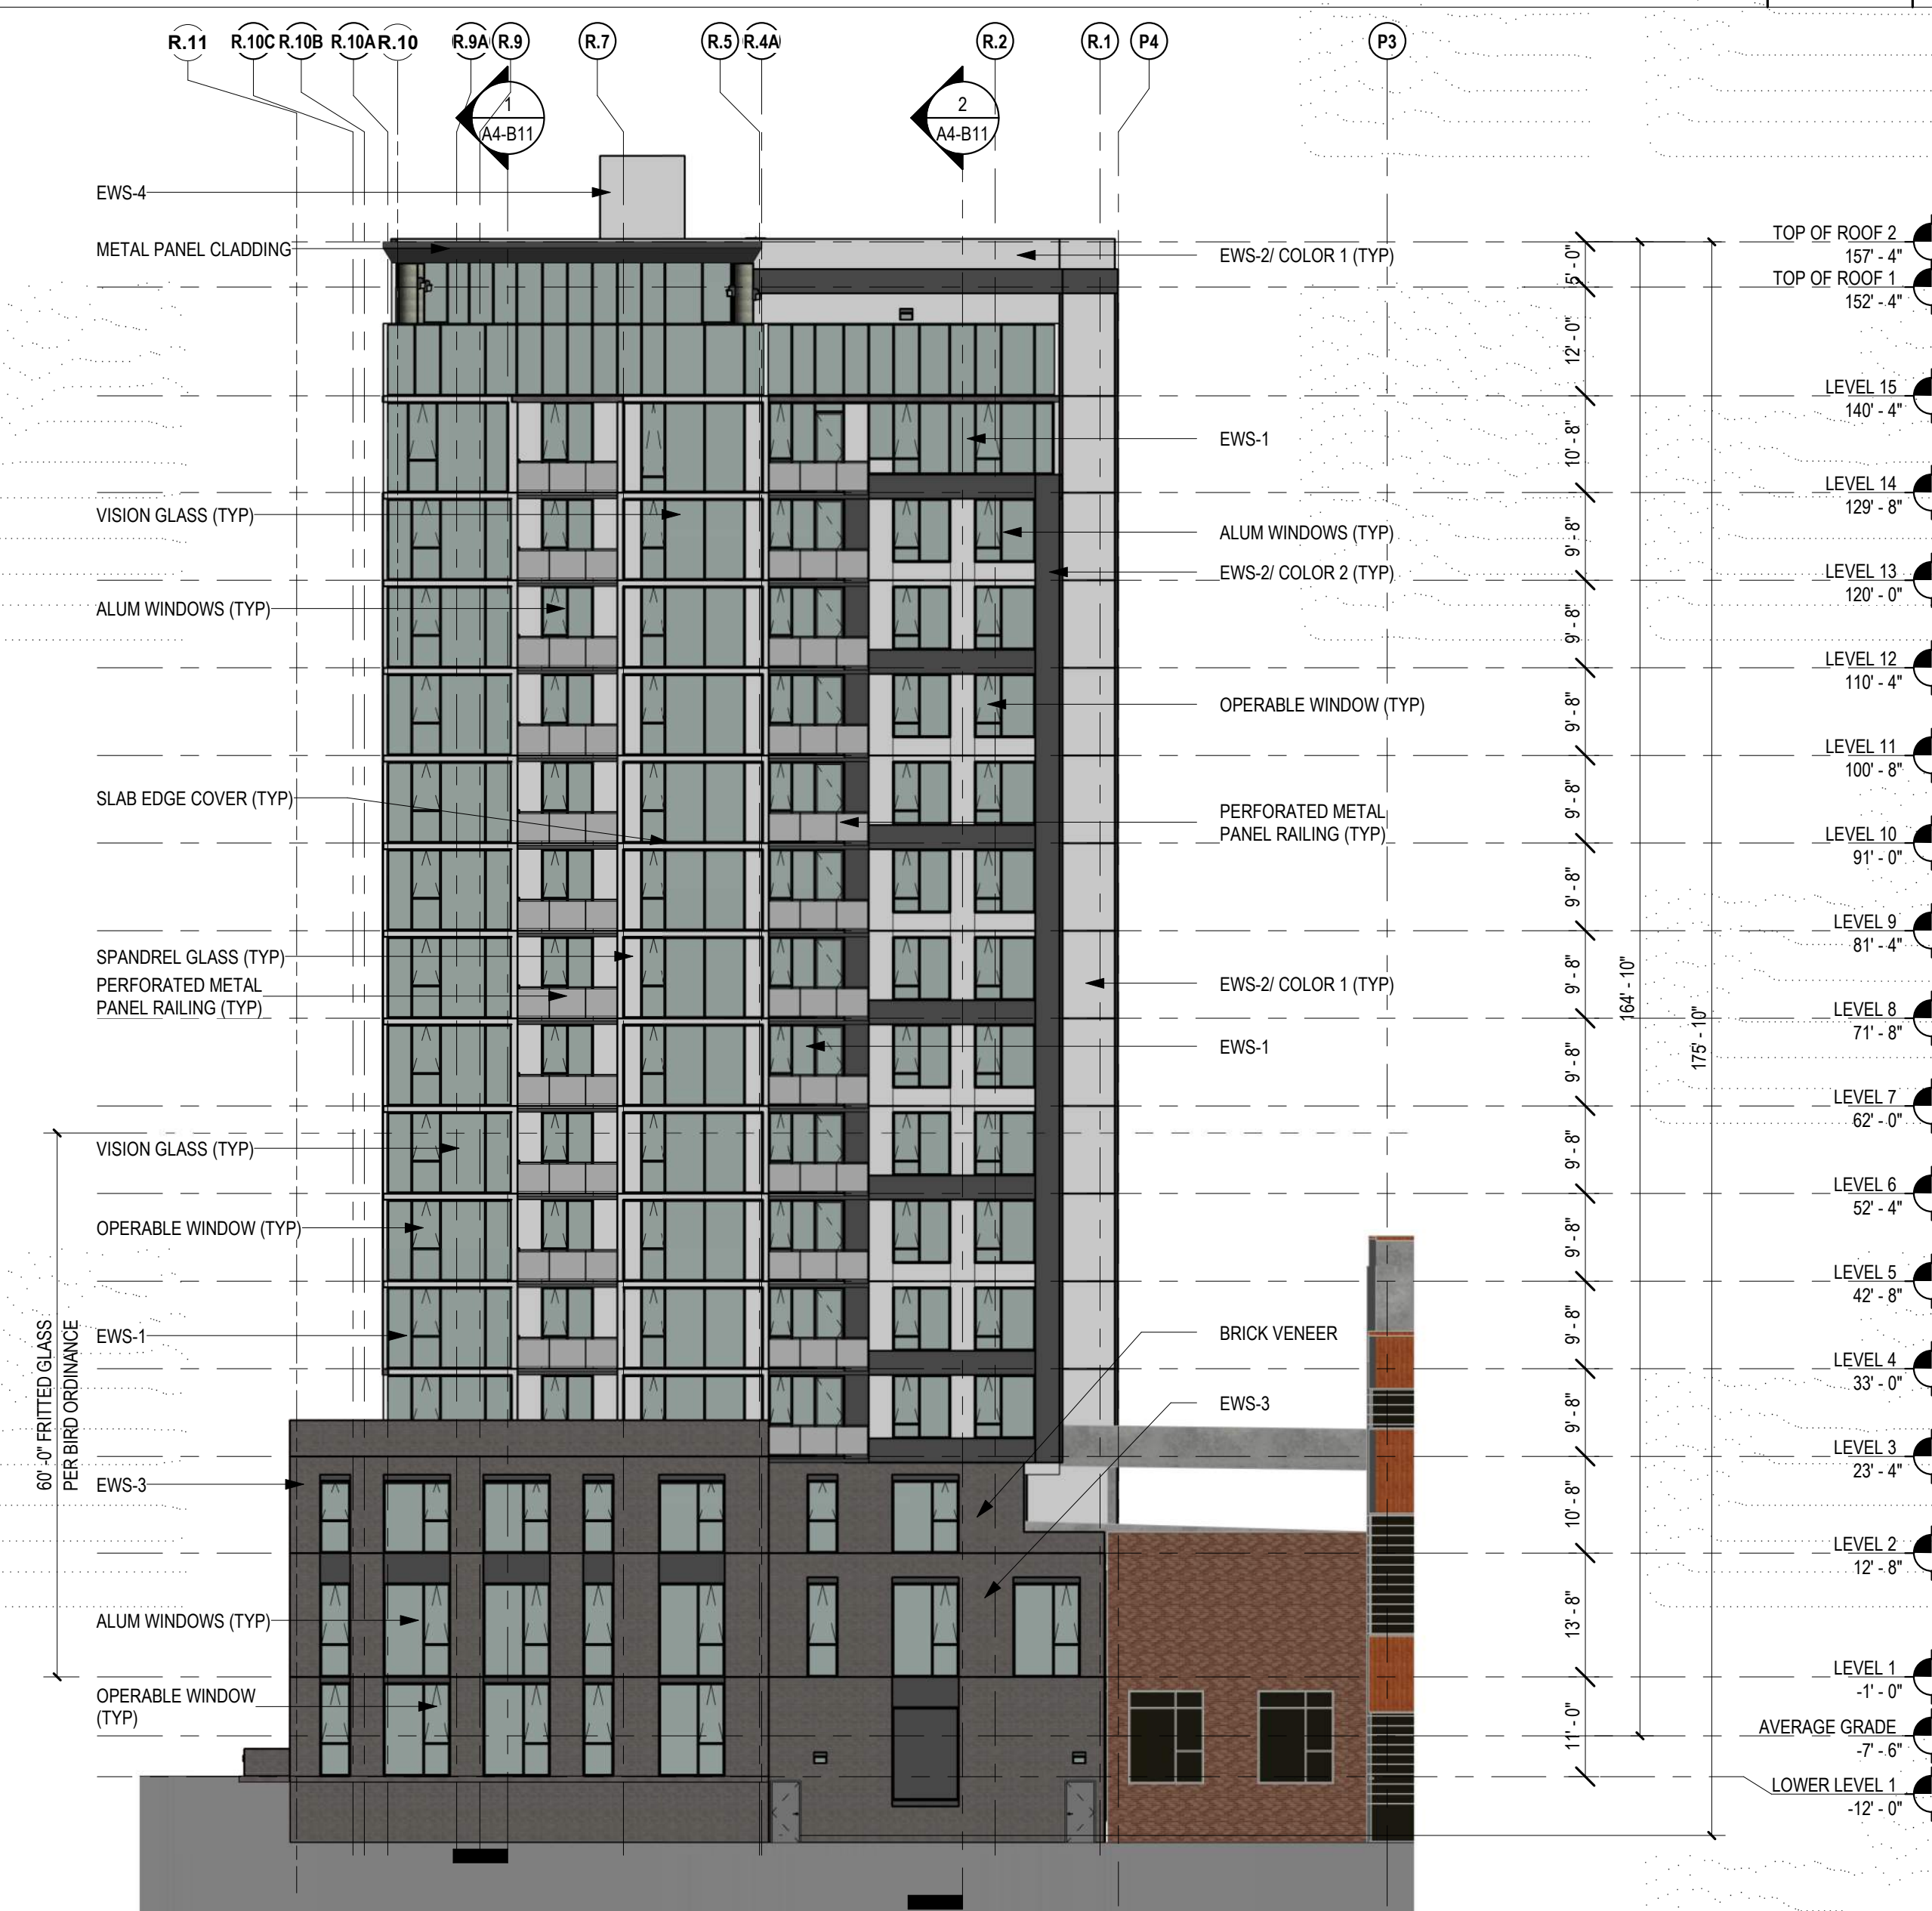 R.11 R.10C R.10B R.10A R.10 R.9A R.9 R.7 R.5 R.4A R.2 R.1 P4 P3
1
A4-B11
2
A4-B11
EWS-4
METAL PANEL CLADDING
VISION GLASS (TYP)
ALUM WINDOWS (TYP)
SLAB EDGE COVER (TYP)
SPANDREL GLASS (TYP)
PERFORATED METAL
PANEL RAILING (TYP)
VISION GLASS (TYP)
OPERABLE WINDOW (TYP)
EWS-1
60'-0" FRITTED GLASS
PER BIRD ORDINANCE
EWS-3
ALUM WINDOWS (TYP)
OPERABLE WINDOW
(TYP)
EWS-2/ COLOR 1 (TYP)
EWS-1
ALUM WINDOWS (TYP)
EWS-2/ COLOR 2 (TYP)
OPERABLE WINDOW (TYP)
PERFORATED METAL
PANEL RAILING (TYP)
EWS-2/ COLOR 1 (TYP)
EWS-1
BRICK VENEER
EWS-3
5' - 0"
12' - 0"
10' - 8"
9' - 8"
9' - 8"
9' - 8"
9' - 8"
9' - 8"
9' - 8"
9' - 8"
9' - 8"
9' - 8"
9' - 8"
9' - 8"
10' - 8"
13' - 8"
11' - 0"
164' - 10"
175' - 10"
TOP OF ROOF 2
157' - 4"
TOP OF ROOF 1
152' - 4"
LEVEL 15
140' - 4"
LEVEL 14
129' - 8"
LEVEL 13
120' - 0"
LEVEL 12
110' - 4"
LEVEL 11
100' - 8"
LEVEL 10
91' - 0"
LEVEL 9
81' - 4"
LEVEL 8
71' - 8"
LEVEL 7
62' - 0"
LEVEL 6
52' - 4"
LEVEL 5
42' - 8"
LEVEL 4
33' - 0"
LEVEL 3
23' - 4"
LEVEL 2
12' - 8"
LEVEL 1
-1' - 0"
AVERAGE GRADE
-7' - 6"
LOWER LEVEL 1
-12' - 0"